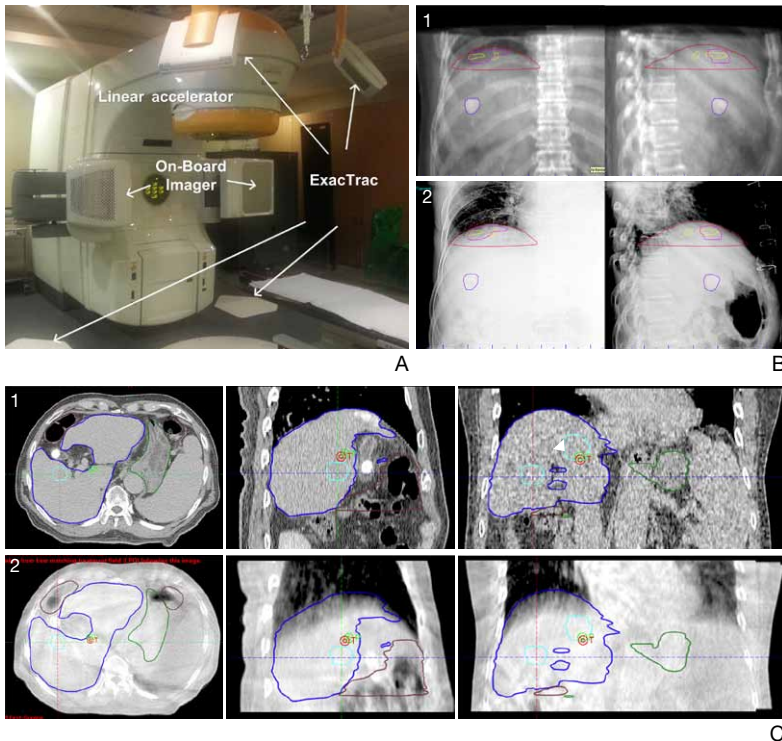 Linear accelerator
On-Board
Imager
ExacTrac
A
1
2
B
1
T
T
2
T
T
T
C